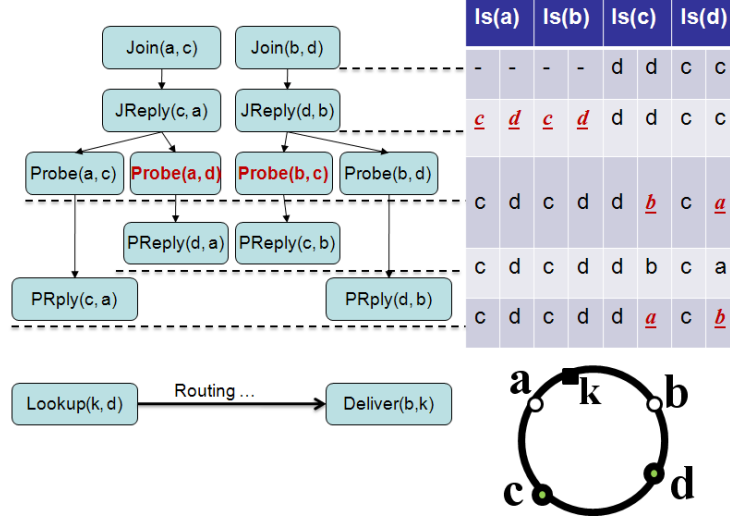 ls(a) ls(b) ls(c) ls(d)
Join(a, c) Join(b, d)
- - - - d d c c
JReply(c, a) JReply(d, b)
c d c d d d c c
Probe(a, c) Probe(a, d) Probe(b, c) Probe(b, d)
c d c d d b c a
PReply(d, a) PReply(c, b)
c d c d d b c a
PRply(c, a) PRply(d, b)
c d c d d a c b
Lookup(k, d) Routing ... Deliver(b,k)
a k b
c d